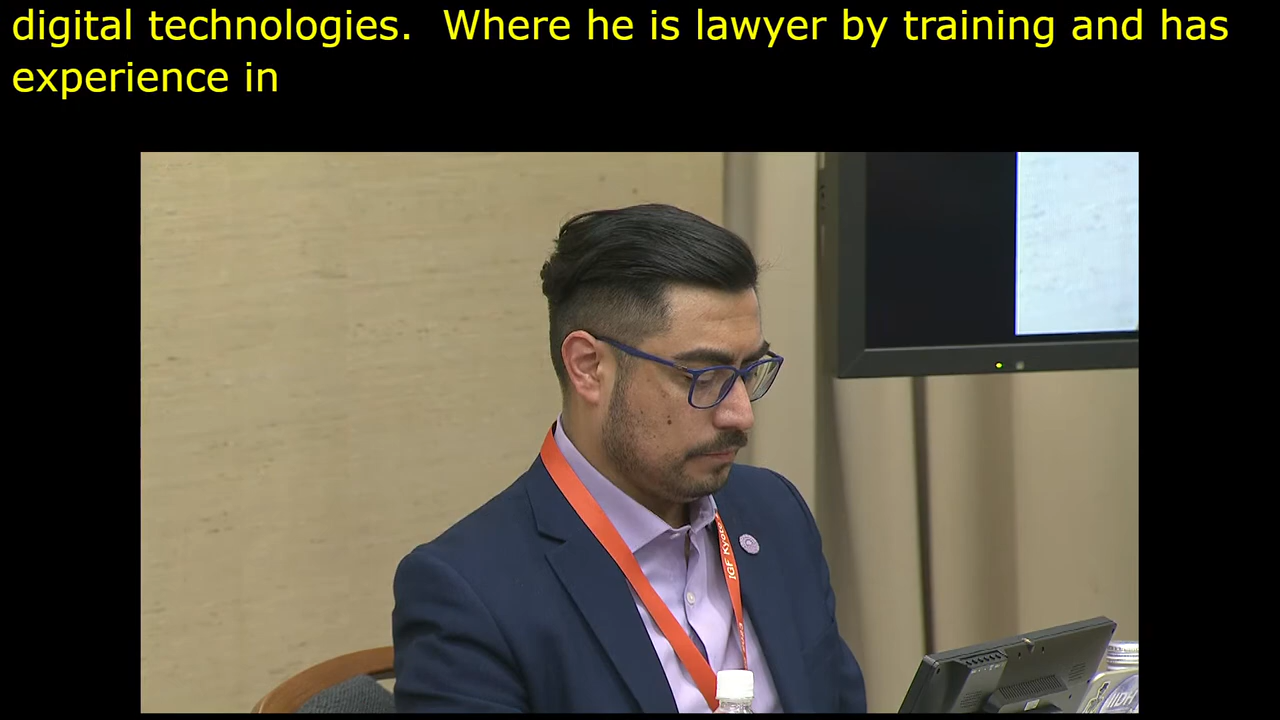 digital technologies.  Where he is lawyer by training and has
experience in
IGF Kyoto